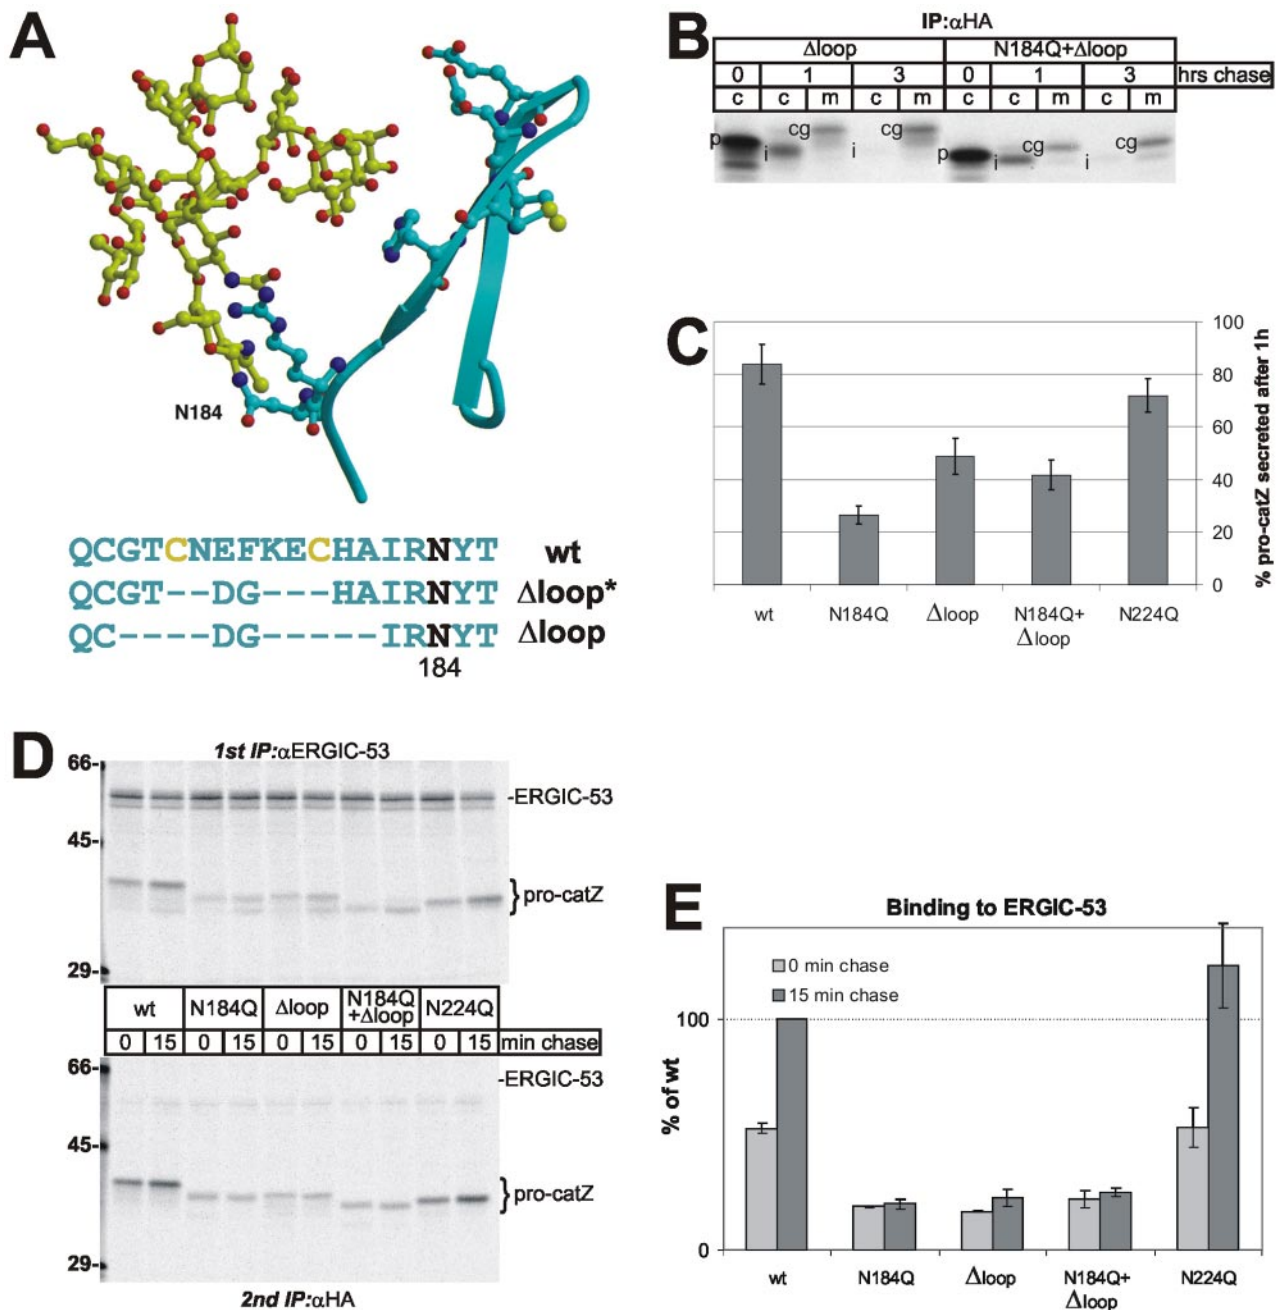 A
N184
QCGTCNEFKECHAIRNYT wt
QCGT--DG---HAIRNYT Δloop*
QC----DG-----IRNYT Δloop
184
B
IP:αHA
Δloop N184Q+Δloop
0 1 3 0 1 3 hrs chase
c c m c m c c m c m
p i cg i cg p i cg i cg
C
100
80
60
40
20
0
% pro-catZ secreted after 1h
wt N184Q Δloop N184Q+ Δloop N224Q
D
1st IP:αERGIC-53
66-
-ERGIC-53
45-
}pro-catZ
29-
wt N184Q Δloop N184Q +Δloop N224Q
0 15 0 15 0 15 0 15 0 15 min chase
66-
-ERGIC-53
45-
}pro-catZ
29-
2nd IP:αHA
E
Binding to ERGIC-53
0 min chase
15 min chase
100
% of wt
0
wt N184Q Δloop N184Q+ Δloop N224Q